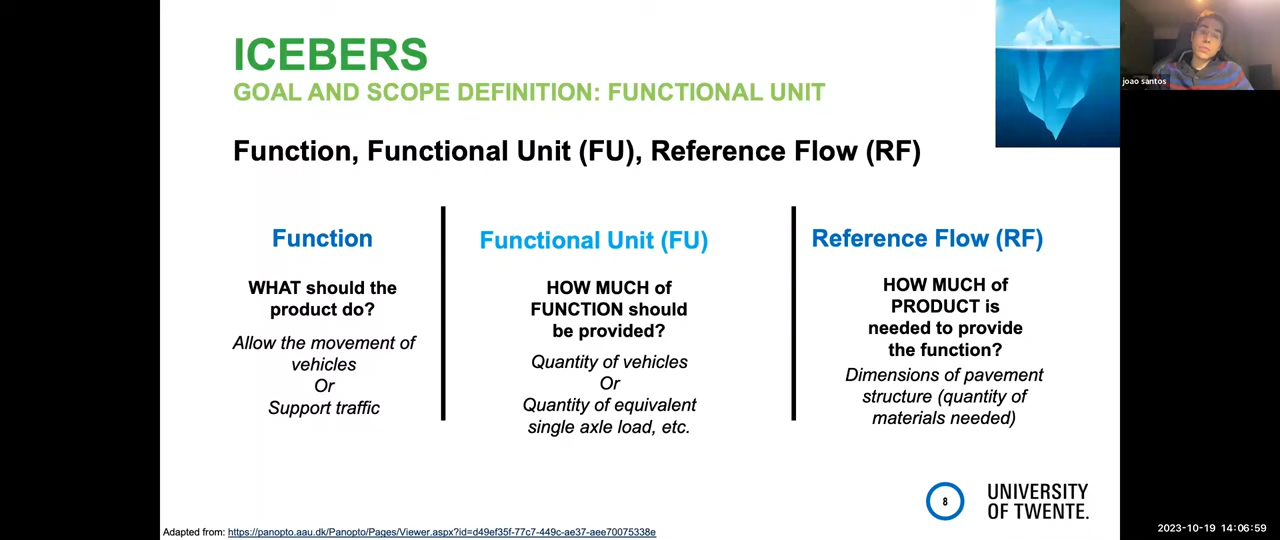 ICEBERS
GOAL AND SCOPE DEFINITION: FUNCTIONAL UNIT
joao santos
Function, Functional Unit (FU), Reference Flow (RF)
Function
WHAT should the
product do?
Allow the movement of
vehicles
Or
Support traffic
Functional Unit (FU)
HOW MUCH of
FUNCTION should
be provided?
Quantity of vehicles
Or
Quantity of equivalent
single axle load, etc.
Reference Flow (RF)
HOW MUCH of
PRODUCT is
needed to provide
the function?
Dimensions of pavement
structure (quantity of
materials needed)
8
UNIVERSITY
OF TWENTE.
Adapted from: https://panopto.aau.dk/Panopto/Pages/Viewer.aspx?id=d49ef35f-77c7-449c-ae37-aee70075338e
2023-10-19 14:06:59